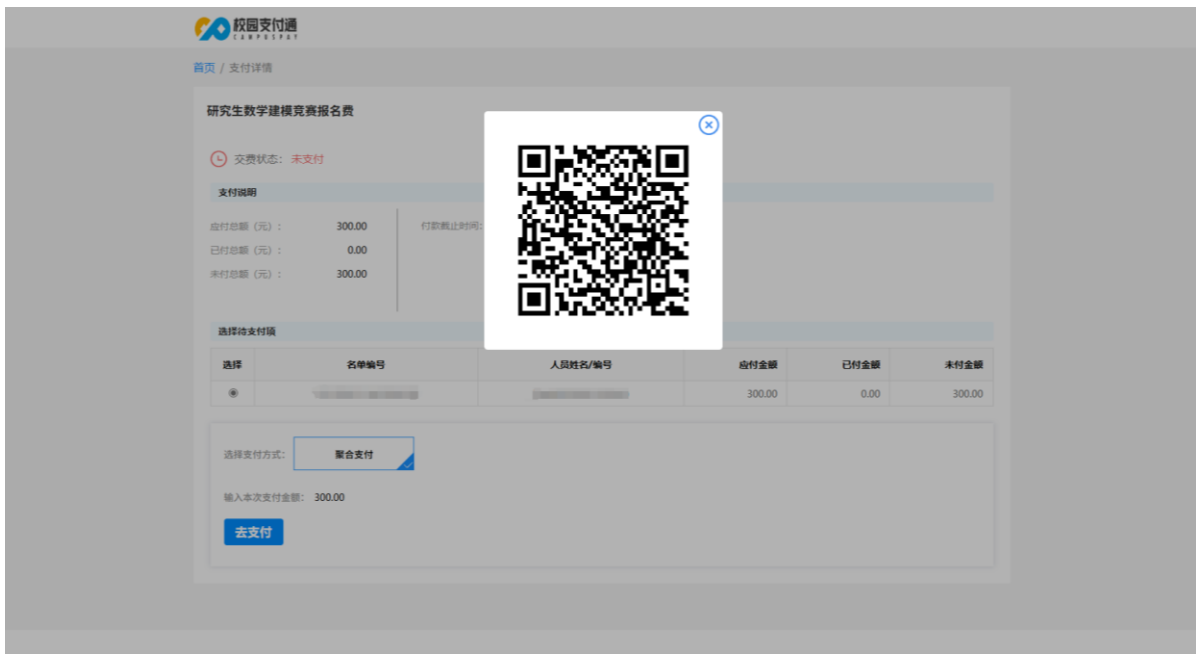 校园支付通
CAMPUSPAY
首页 / 支付详情
研究生数学建模竞赛报名费
交费状态: 未支付
支付说明
应付总额（元）: 300.00 付款截止时间:
已付总额（元）: 0.00
未付总额（元）: 300.00
选择待支付项
选择 名单编号 人员姓名/编号 应付金额 已付金额 未付金额
300.00 0.00 300.00
选择支付方式: 聚合支付
输入本次支付金额: 300.00
去支付